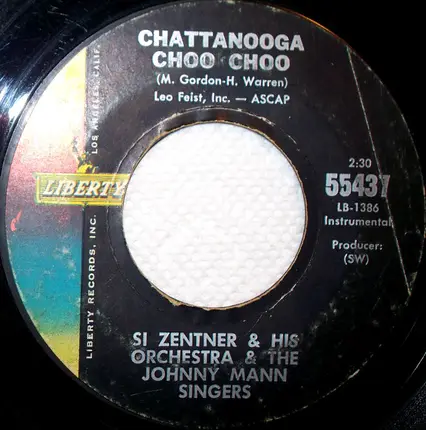 CHATTANOOGA
CHOO CHOO
(M. Gordon-H. Warren)
Leo Feist, Inc. — ASCAP
LOS ANGELES, CALIF.
LIBERTY
LIBERTY RECORDS, INC.
2:30
55437
LB-1386
Instrumental
Producer:
(SW)
SI ZENTNER & HIS
ORCHESTRA & THE
JOHNNY MANN
SINGERS